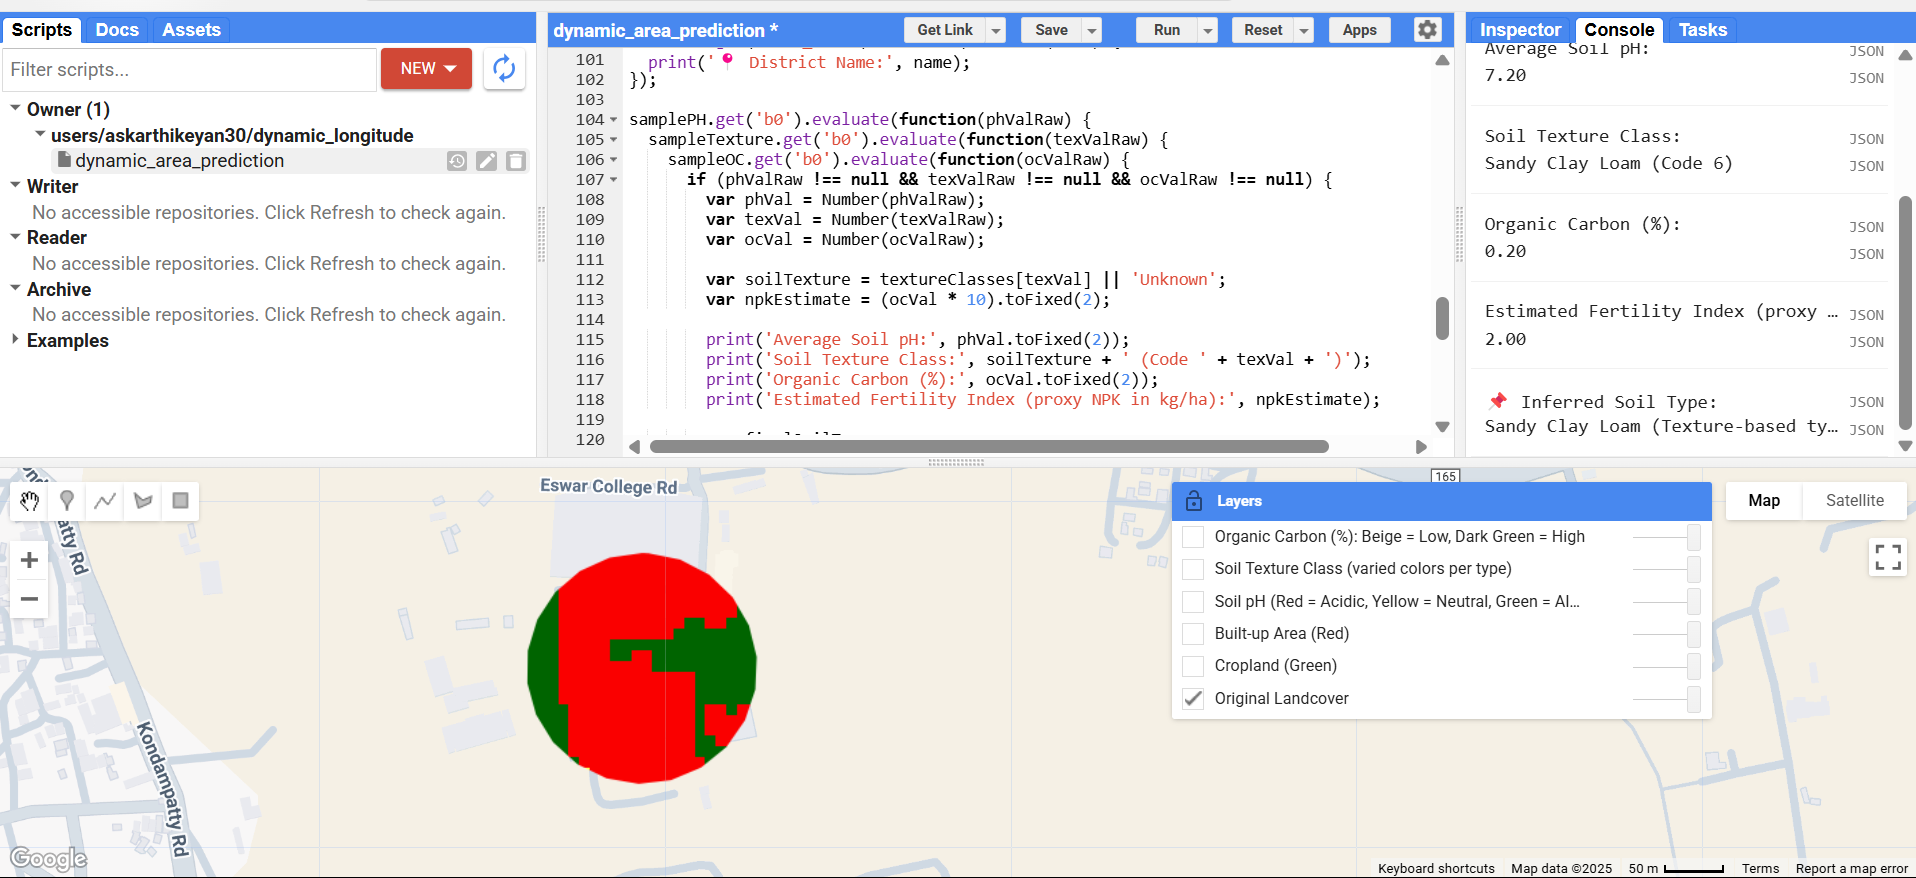 Scripts Docs Assets
Filter scripts...
NEW
Owner (1)
users/askarthikeyan30/dynamic_longitude
dynamic_area_prediction
Writer
No accessible repositories. Click Refresh to check again.
Reader
No accessible repositories. Click Refresh to check again.
Archive
No accessible repositories. Click Refresh to check again.
Examples
dynamic_area_prediction *
Get Link
Save
Run
Reset
Apps
101 print('📍 District Name:', name);
102 });
103
104 samplePH.get('b0').evaluate(function(phValRaw) {
105 sampleTexture.get('b0').evaluate(function(texValRaw) {
106 sampleOC.get('b0').evaluate(function(ocValRaw) {
107 if (phValRaw !== null && texValRaw !== null && ocValRaw !== null) {
108 var phVal = Number(phValRaw);
109 var texVal = Number(texValRaw);
110 var ocVal = Number(ocValRaw);
111
112 var soilTexture = textureClasses[texVal] || 'Unknown';
113 var npkEstimate = (ocVal * 10).toFixed(2);
114
115 print('Average Soil pH:', phVal.toFixed(2));
116 print('Soil Texture Class:', soilTexture + ' (Code ' + texVal + ')');
117 print('Organic Carbon (%):', ocVal.toFixed(2));
118 print('Estimated Fertility Index (proxy NPK in kg/ha):', npkEstimate);
119
120
Inspector Console Tasks
Average Soil pH: JSON
7.20 JSON
Soil Texture Class: JSON
Sandy Clay Loam (Code 6) JSON
Organic Carbon (%): JSON
0.20 JSON
Estimated Fertility Index (proxy … JSON
2.00 JSON
📌 Inferred Soil Type: JSON
Sandy Clay Loam (Texture-based ty… JSON
Eswar College Rd
165
Kondampatty Rd
patty Rd
Layers
Organic Carbon (%): Beige = Low, Dark Green = High
Soil Texture Class (varied colors per type)
Soil pH (Red = Acidic, Yellow = Neutral, Green = Al...
Built-up Area (Red)
Cropland (Green)
Original Landcover
Map Satellite
Google
Keyboard shortcuts Map data ©2025 50 m Terms Report a map error